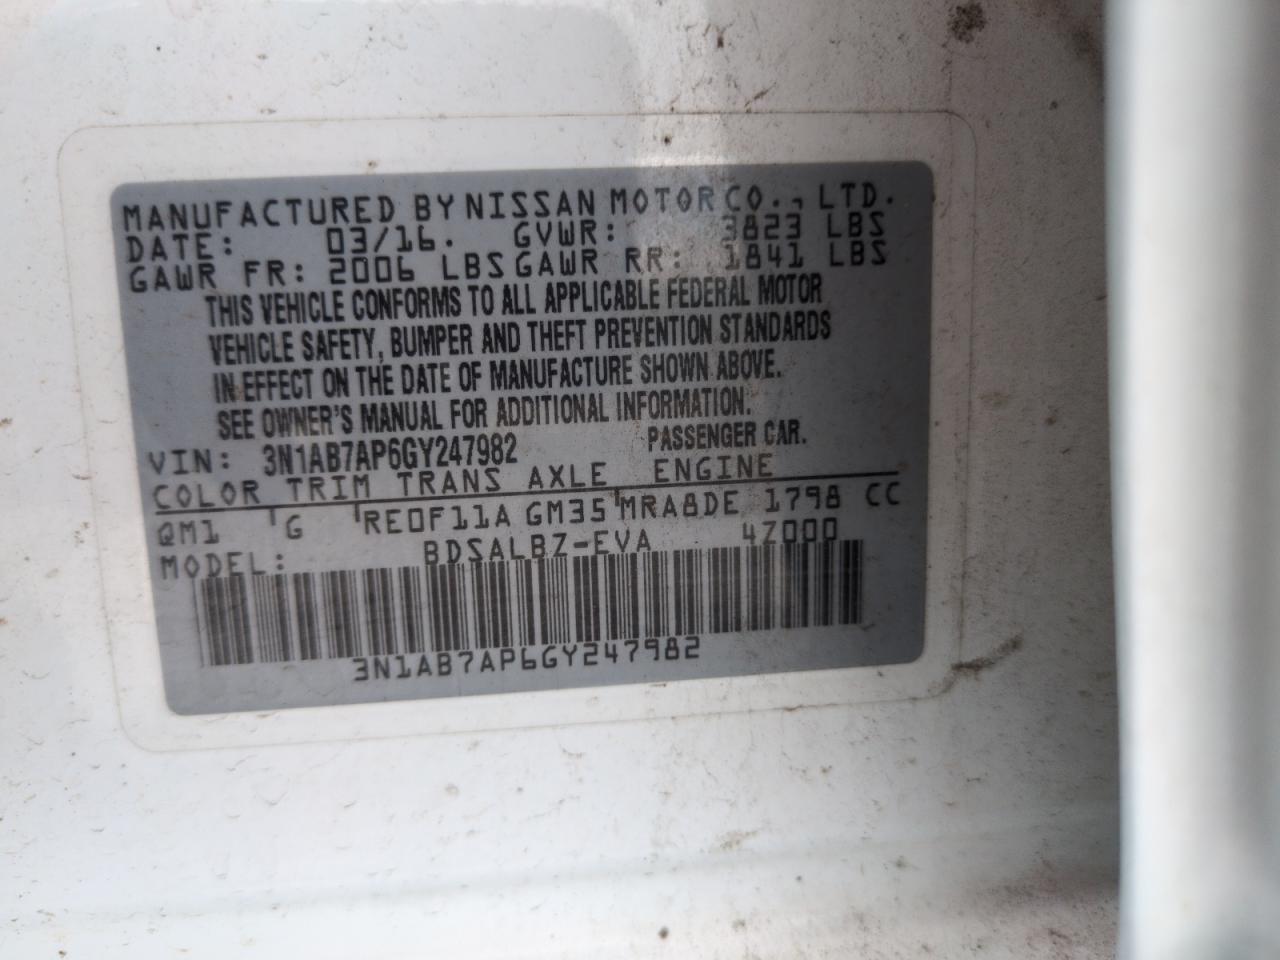 MANUFACTURED BY NISSAN MOTOR CO., LTD.
DATE: 03/16. GVWR: 3823 LBS
GAWR FR: 2006 LBS GAWR RR: 1841 LBS
THIS VEHICLE CONFORMS TO ALL APPLICABLE FEDERAL MOTOR
VEHICLE SAFETY, BUMPER AND THEFT PREVENTION STANDARDS
IN EFFECT ON THE DATE OF MANUFACTURE SHOWN ABOVE.
SEE OWNER'S MANUAL FOR ADDITIONAL INFORMATION.
VIN: 3N1AB7AP6GY247982 PASSENGER CAR.
COLOR TRIM TRANS AXLE ENGINE
QM1 G RE0F11A GM35 MRA8DE 1798 CC
MODEL: BDSALBZ-EVA 4Z000
3N1AB7AP6GY247982